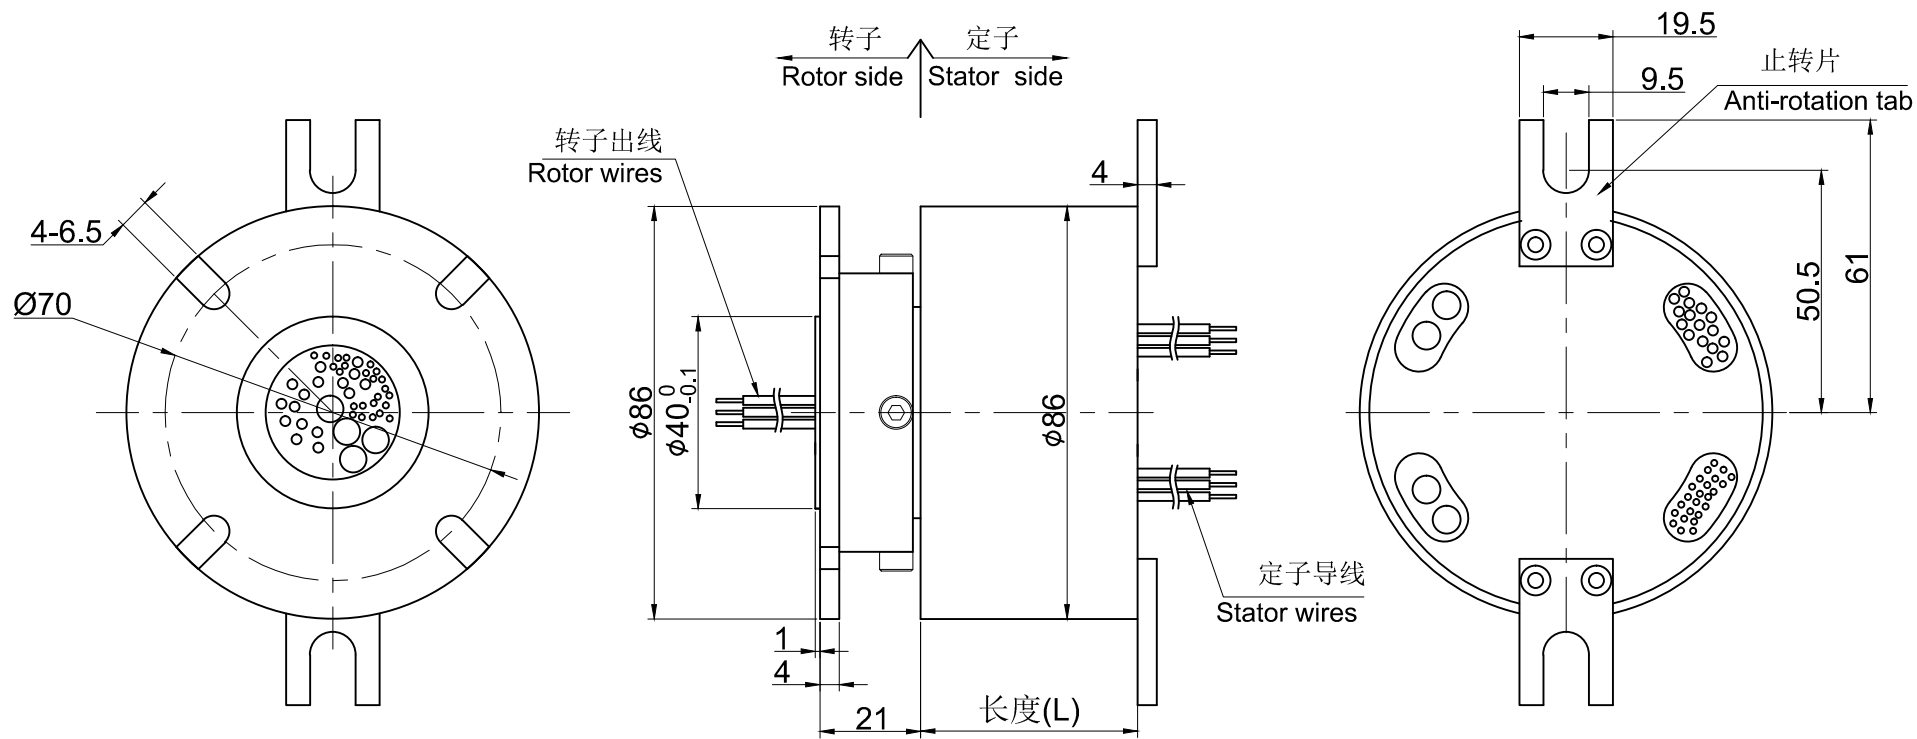 转子
定子
Rotor side
Stator side
19.5
止转片
9.5
Anti-rotation tab
转子出线
Rotor wires
4
4-6.5
Ø70
50.5
61
ϕ86
ϕ40 0 -0.1
ϕ86
定子导线
Stator wires
1
4
21
长度(L)